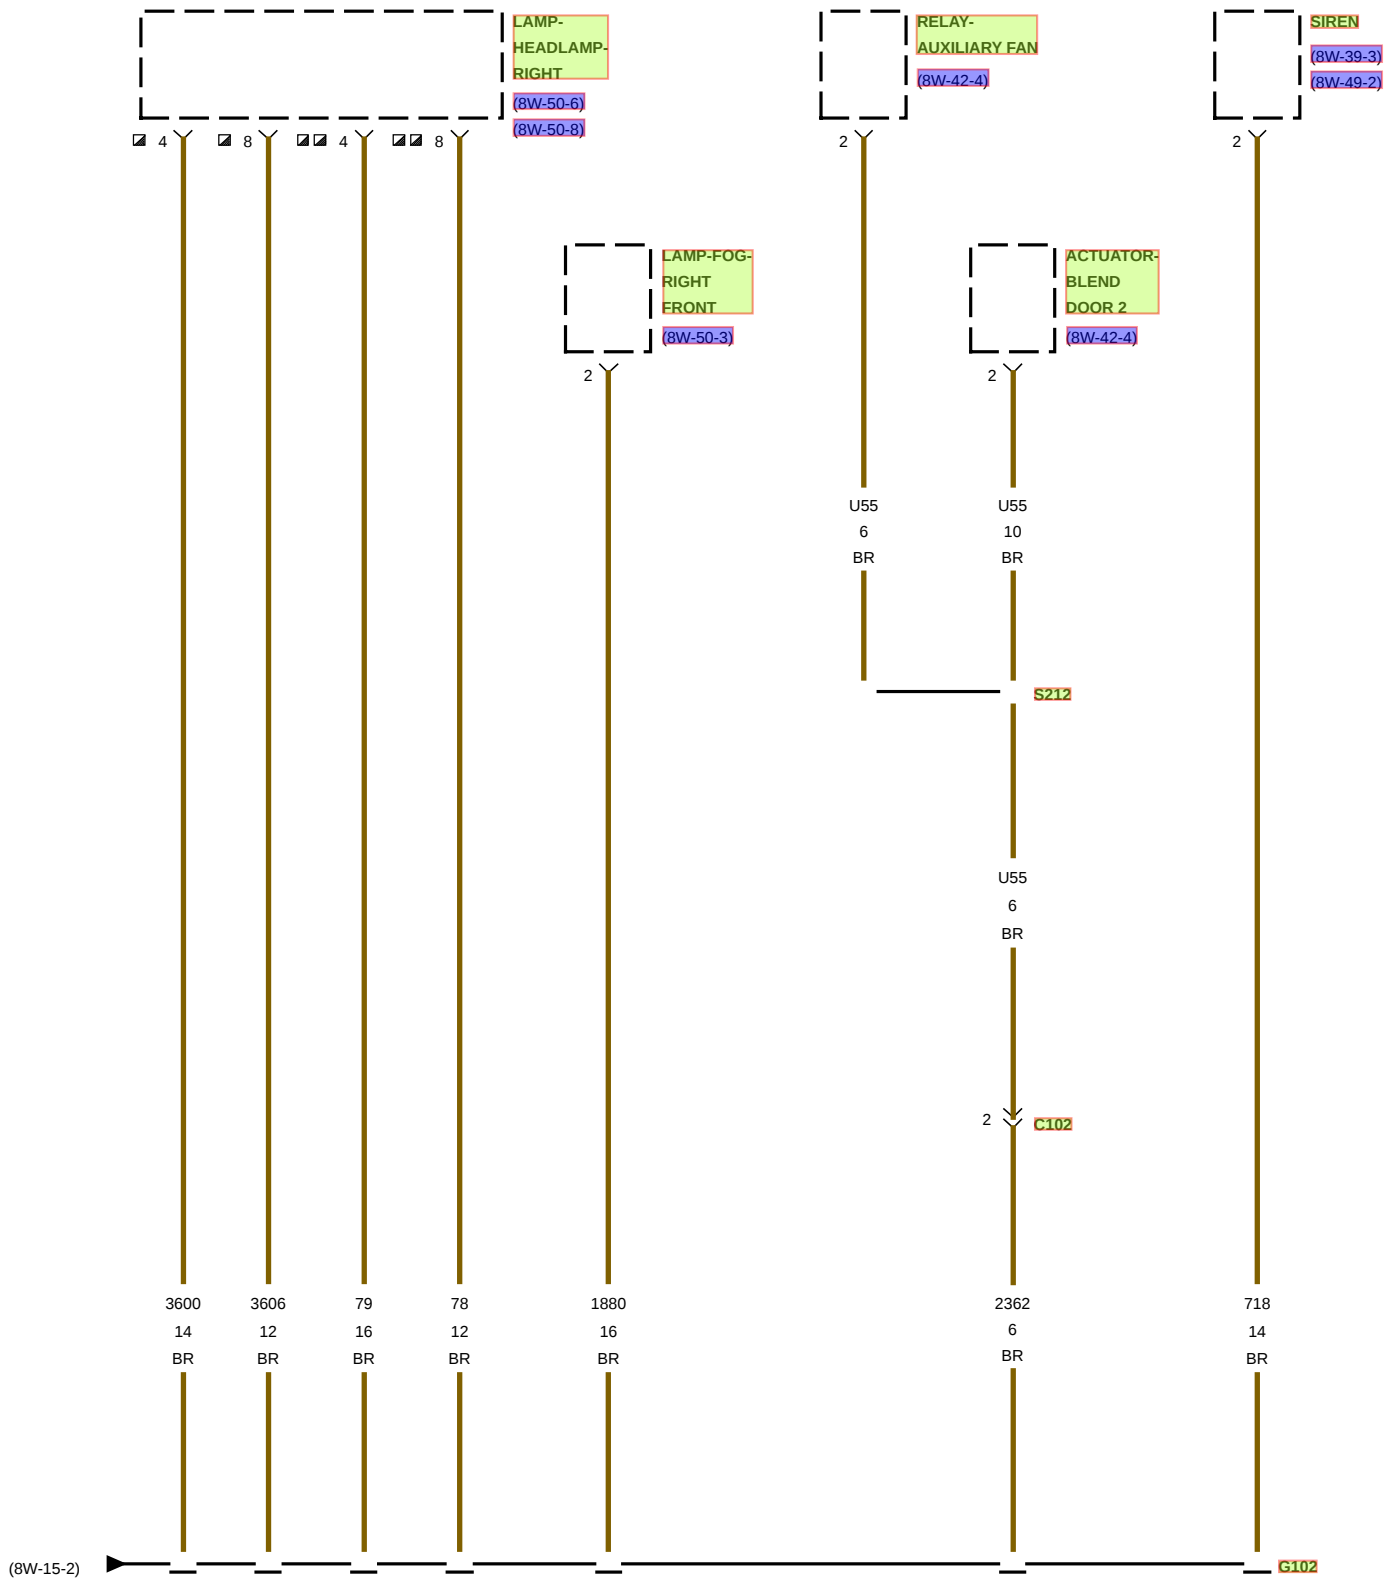 LAMP-
HEADLAMP-
RIGHT
(8W-50-6)
(8W-50-8)
RELAY-
AUXILIARY FAN
(8W-42-4)
SIREN
(8W-39-3)
(8W-49-2)
4 8 4 8 2 2
LAMP-FOG-
RIGHT
FRONT
(8W-50-3)
ACTUATOR-
BLEND
DOOR 2
(8W-42-4)
2 2
U55 U55
6 10
BR BR
S212
U55
6
BR
2 C102
3600 3606 79 78 1880 2362 718
14 12 16 12 16 6 14
BR BR BR BR BR BR BR
(8W-15-2) G102